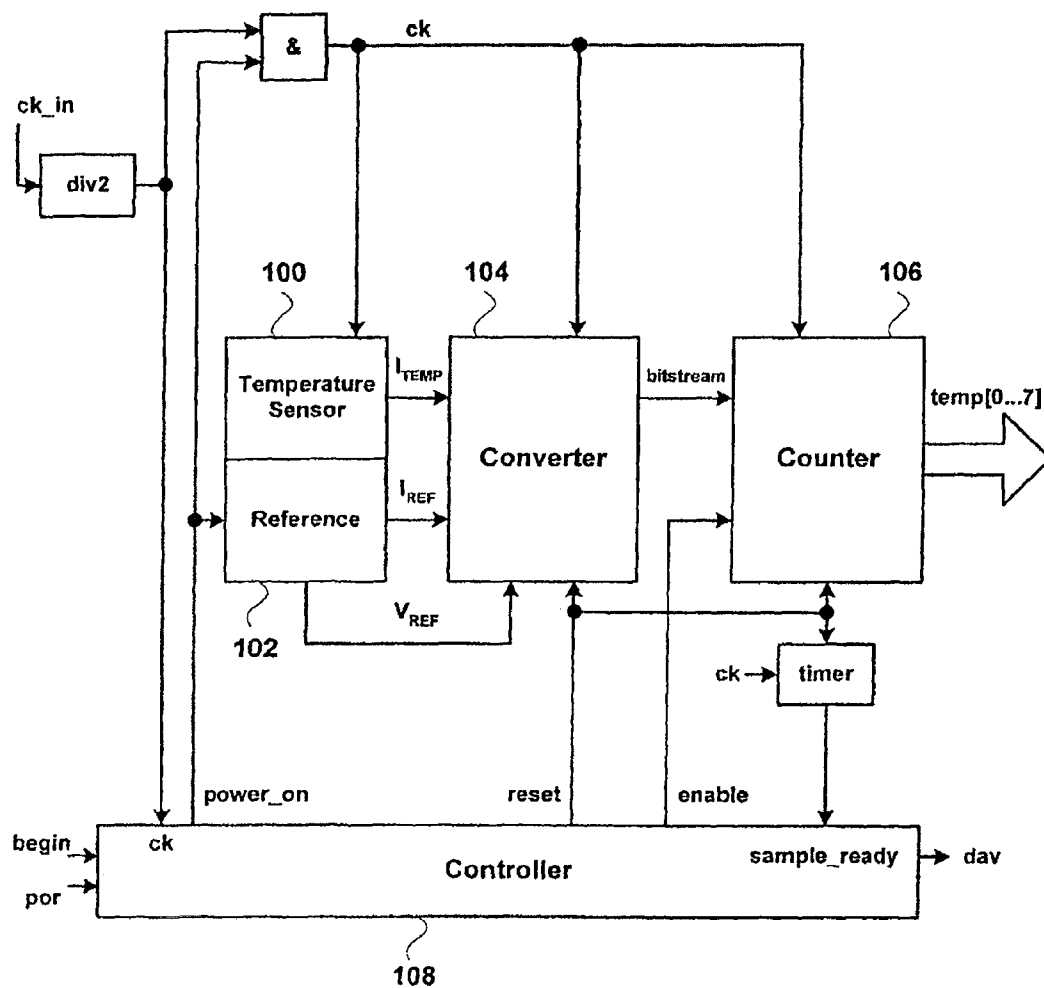 ck
&
ck_in
div2
100
104
106
Temperature
Sensor
I_TEMP
bitstream
temp[0...7]
Converter
Counter
Reference
I_REF
V_REF
102
ck
timer
power_on
reset
enable
begin
ck
sample_ready
dav
Controller
por
108